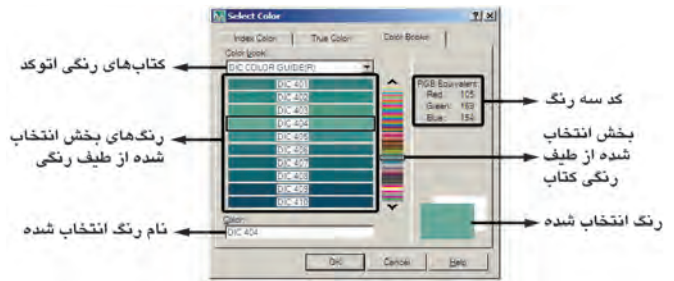 Select Color
Index Color
True Color
Color Books
Color book:
DIC COLOR GUIDE(R)
DIC 401
DIC 402
DIC 403
DIC 404
DIC 405
DIC 406
DIC 407
DIC 408
DIC 409
DIC 410
RGB Equivalent
Red: 105
Green:
Blue:
Color:
DIC 404
OK
Cancel
Help
کتاب‌های رنگی اتوکد
رنگ‌های بخش انتخاب
شده از طیف رنگی
نام رنگ انتخاب شده
کد سه رنگ
بخش انتخاب
شده از طیف
رنگی کتاب
رنگ انتخاب شده